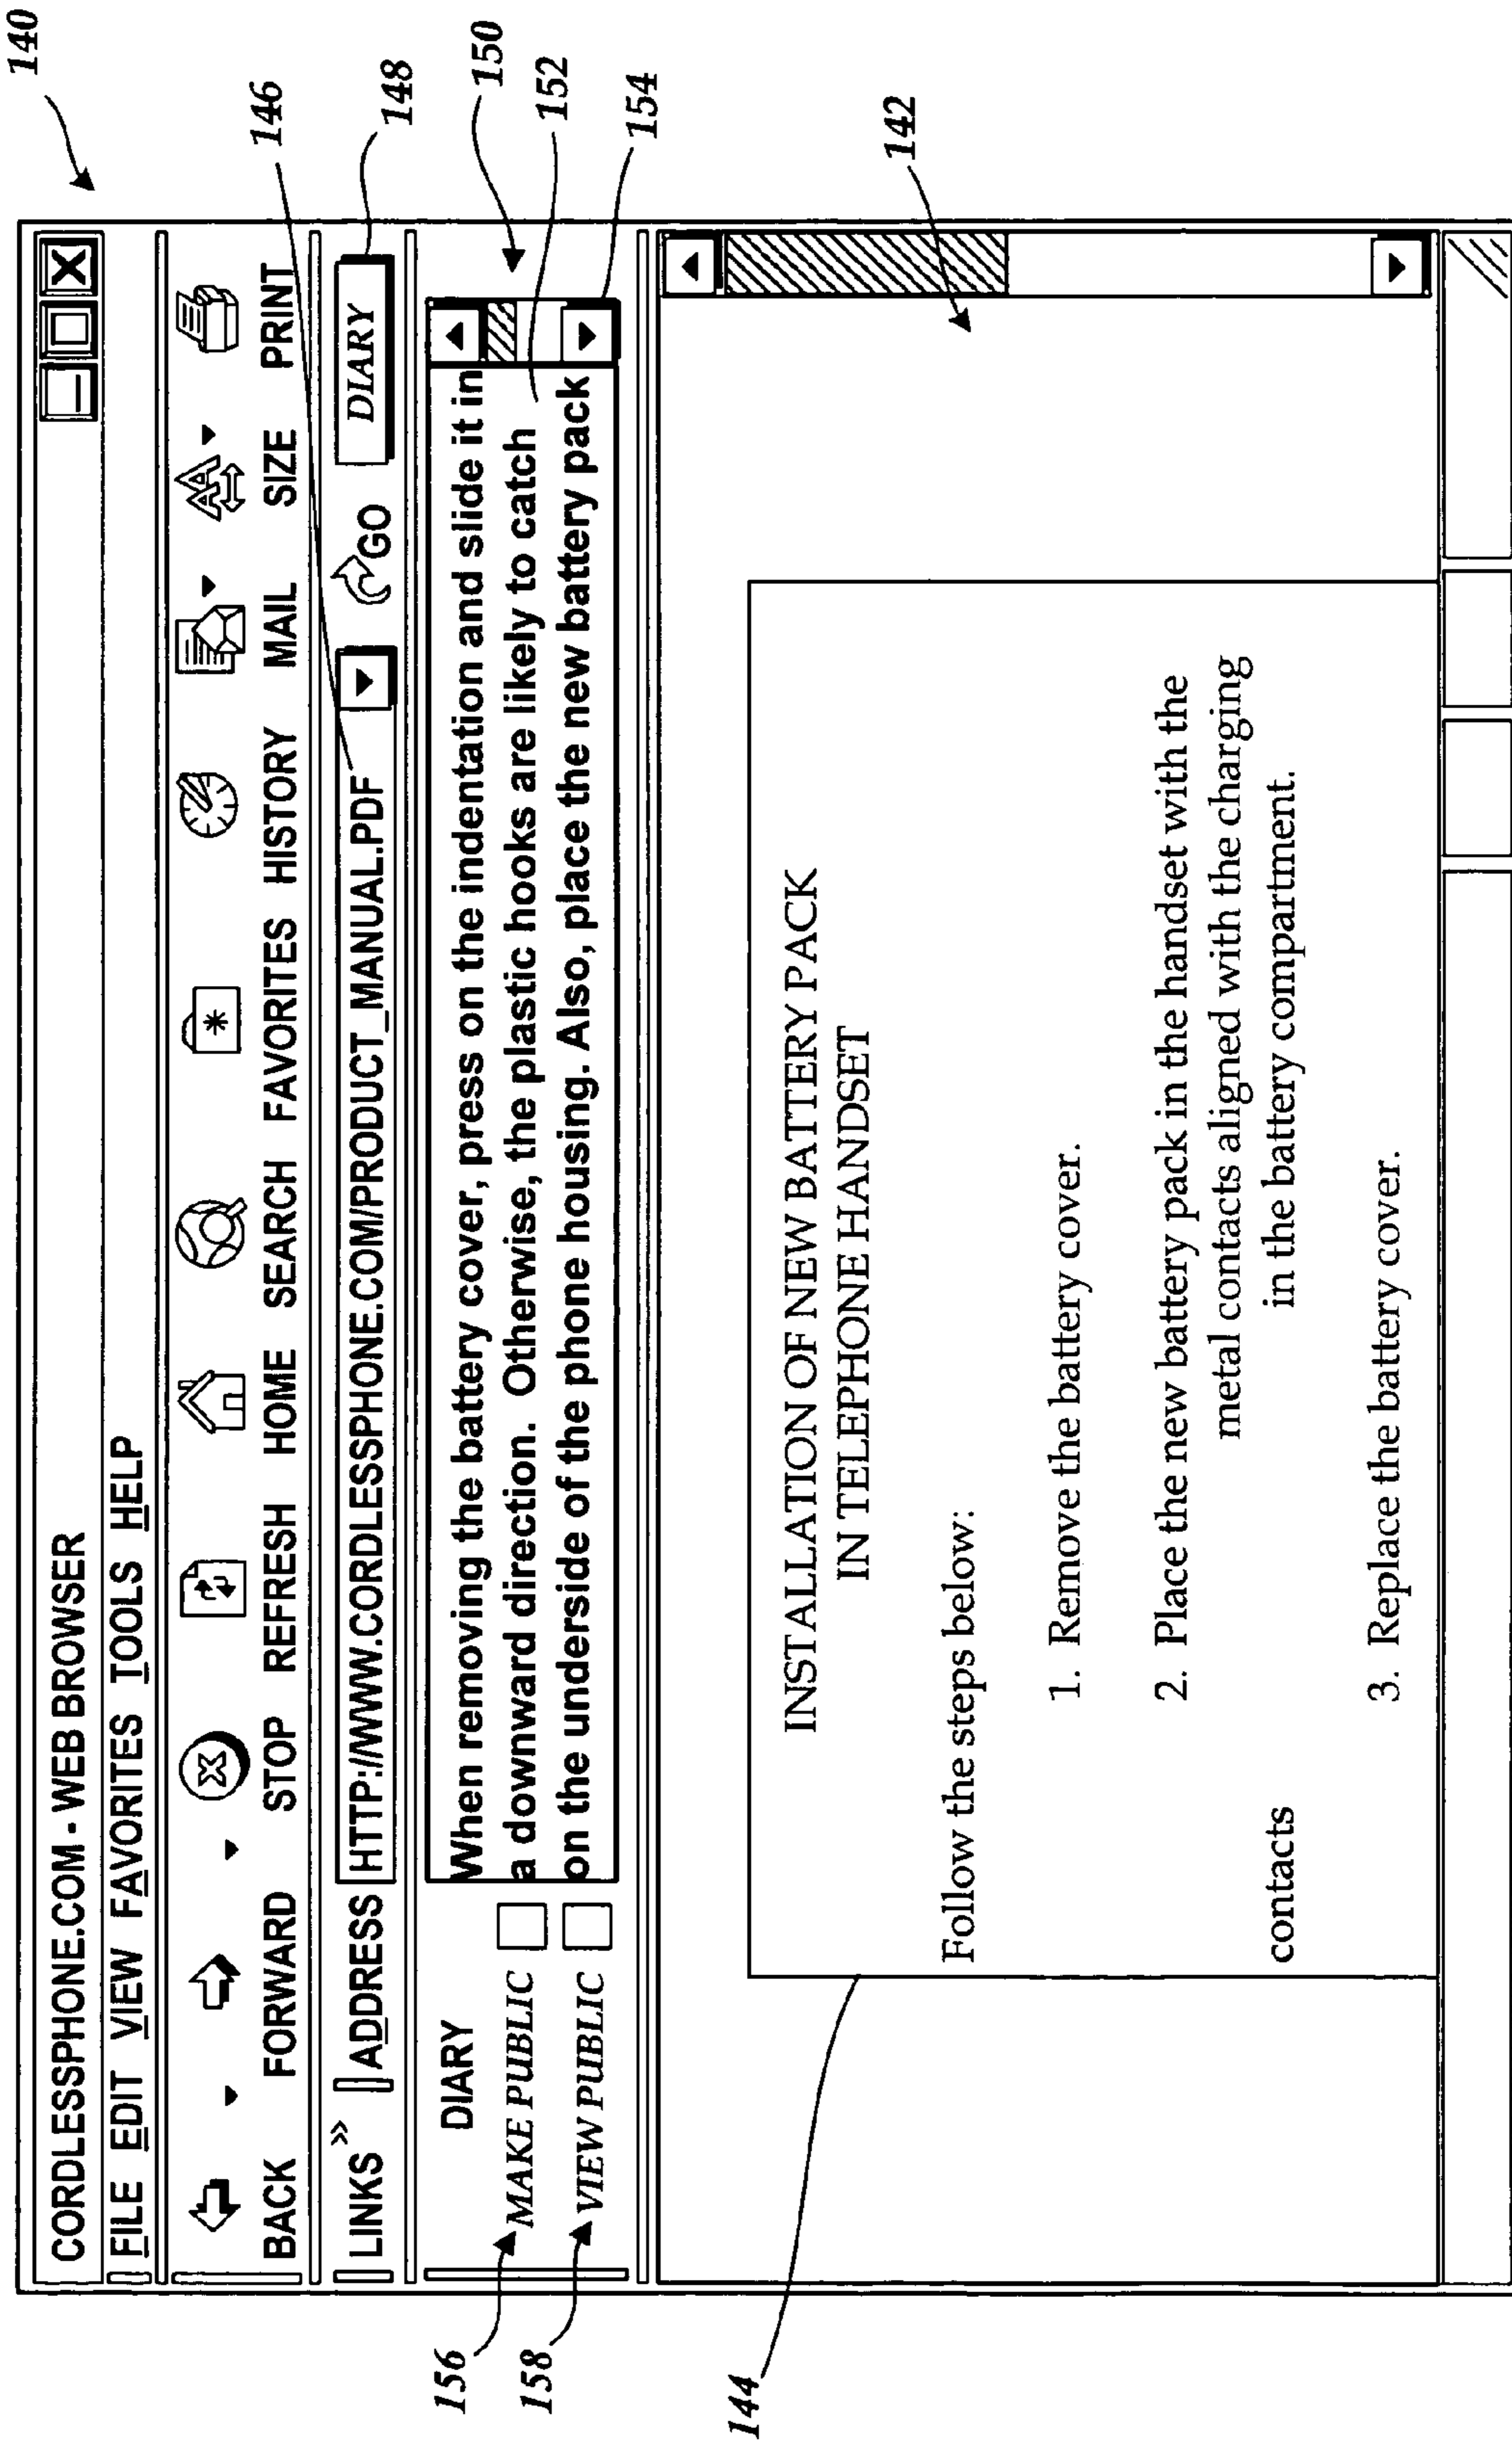 140
CORDLESSPHONE.COM - WEB BROWSER
FILE EDIT VIEW FAVORITES TOOLS HELP
BACK FORWARD STOP REFRESH HOME SEARCH FAVORITES HISTORY MAIL SIZE PRINT
146
LINKS » ADDRESS HTTP://WWW.CORDLESSPHONE.COM/PRODUCT_MANUAL.PDF GO DIARY
148
DIARY
156 MAKE PUBLIC
158 VIEW PUBLIC
When removing the battery cover, press on the indentation and slide it in
a downward direction. Otherwise, the plastic hooks are likely to catch
on the underside of the phone housing. Also, place the new battery pack
150
152
154
142
144
INSTALLATION OF NEW BATTERY PACK
IN TELEPHONE HANDSET
Follow the steps below:
1. Remove the battery cover.
2. Place the new battery pack in the handset with the
metal contacts aligned with the charging
contacts in the battery compartment.
3. Replace the battery cover.